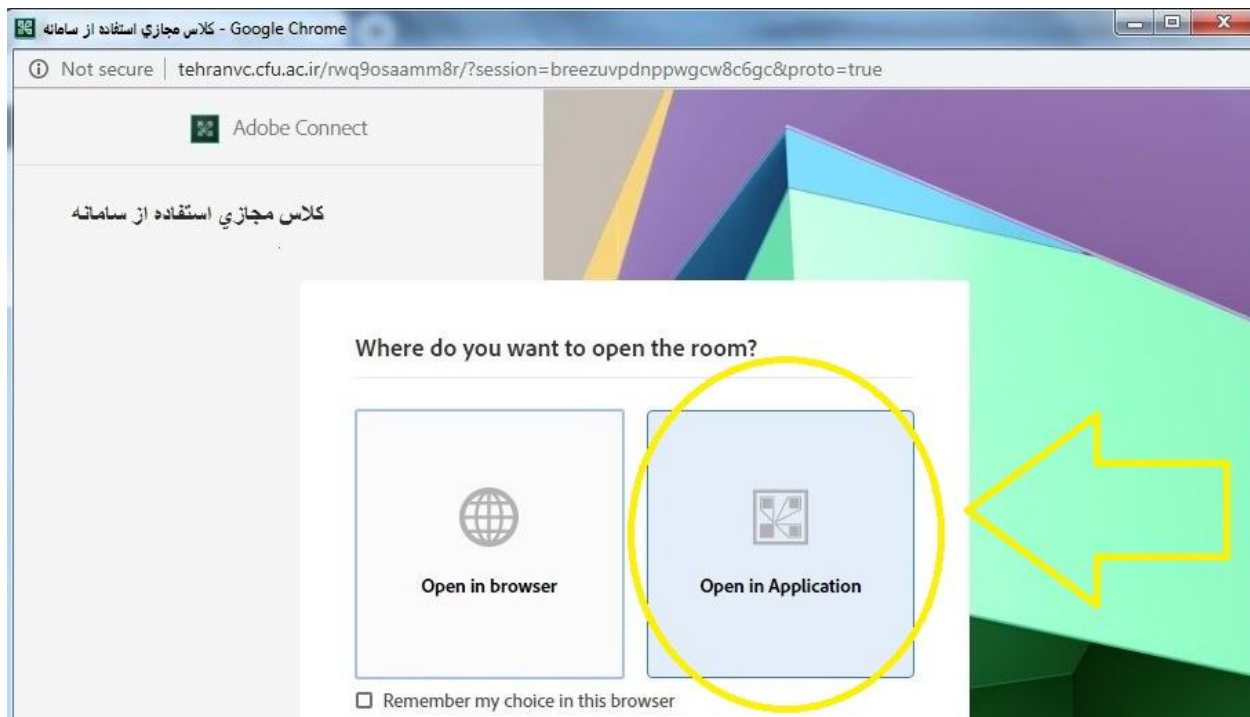 کلاس مجازي استفاده از سامانه - Google Chrome
Not secure | tehranvc.cfu.ac.ir/rwq9osaamm8r/?session=breezuvpdnppwgcw8c6gc&proto=true
Adobe Connect
کلاس مجازي استفاده از سامانه
Where do you want to open the room?
Open in browser
Open in Application
Remember my choice in this browser